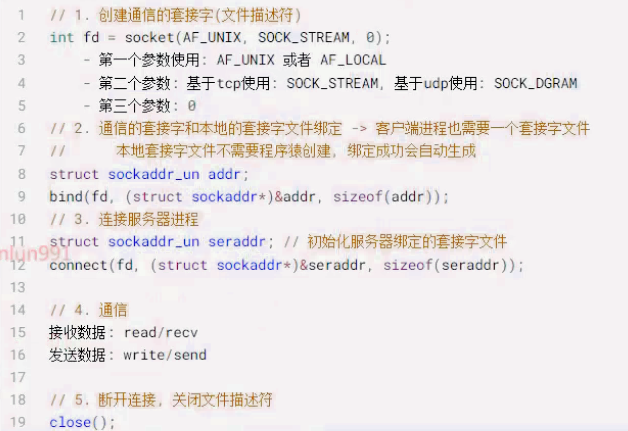 1 // 1. 创建通信的套接字(文件描述符)
2 int fd = socket(AF_UNIX, SOCK_STREAM, 0);
3 - 第一个参数使用: AF_UNIX 或者 AF_LOCAL
4 - 第二个参数: 基于tcp使用: SOCK_STREAM, 基于udp使用: SOCK_DGRAM
5 - 第三个参数: 0
6 // 2. 通信的套接字和本地的套接字文件绑定 -> 客户端进程也需要一个套接字文件
7 // 本地套接字文件不需要程序猿创建, 绑定成功会自动生成
8 struct sockaddr_un addr;
9 bind(fd, (struct sockaddr*)&addr, sizeof(addr));
10 // 3. 连接服务器进程
11 struct sockaddr_un seraddr; // 初始化服务器绑定的套接字文件
12 connect(fd, (struct sockaddr*)&seraddr, sizeof(seraddr));
13
14 // 4. 通信
15 接收数据: read/recv
16 发送数据: write/send
17
18 // 5. 断开连接, 关闭文件描述符
19 close();